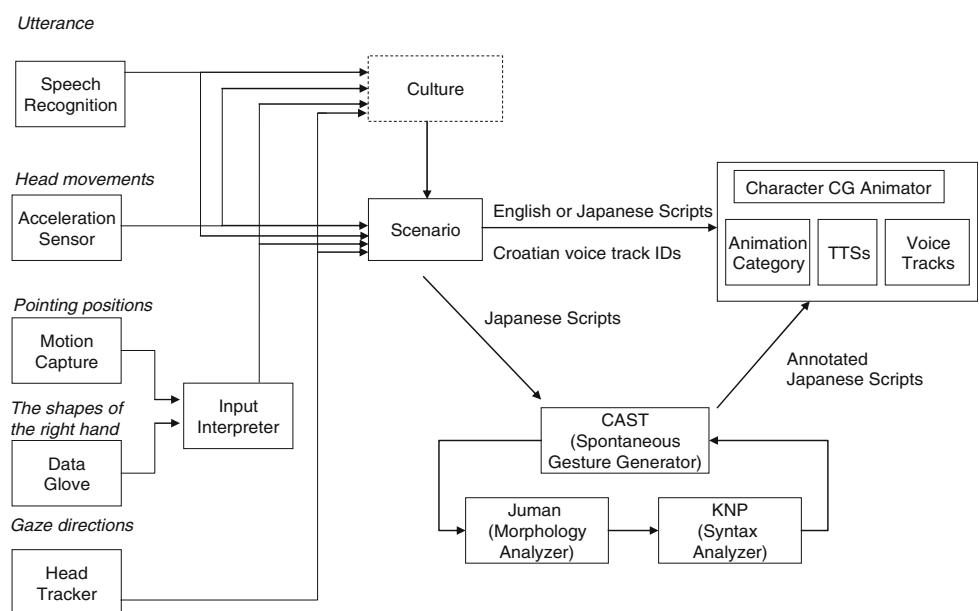 Utterance
Speech
Recognition
Head movements
Acceleration
Sensor
Pointing positions
Motion
Capture
The shapes of
the right hand
Data
Glove
Gaze directions
Head
Tracker
Input
Interpreter
Culture
Scenario
English or Japanese Scripts
Croatian voice track IDs
Japanese Scripts
Character CG Animator
Animation
Category
TTSs
Voice
Tracks
Annotated
Japanese Scripts
CAST
(Spontaneous
Gesture Generator)
Juman
(Morphology
Analyzer)
KNP
(Syntax
Analyzer)